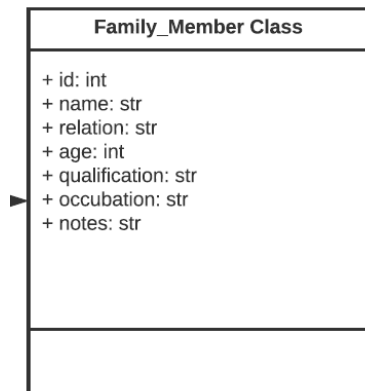 Family_Member Class
+ id: int
+ name: str
+ relation: str
+ age: int
+ qualification: str
+ occubation: str
+ notes: str